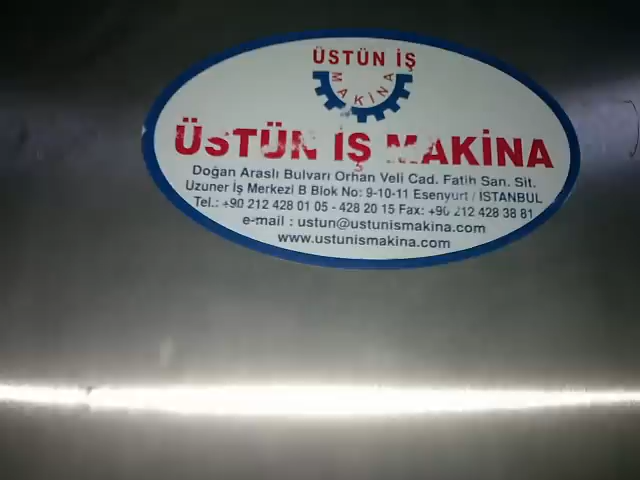 ÜSTÜN İŞ
MAKİNA
ÜSTÜN İŞ MAKİNA
Doğan Araslı Bulvarı Orhan Veli Cad. Fatih San. Sit.
Uzuner İş Merkezi B Blok No: 9-10-11 Esenyurt / İSTANBUL
Tel.: +90 212 428 01 05 - 428 20 15 Fax: +90 212 428 38 81
e-mail : ustun@ustunismakina.com
www.ustunismakina.com